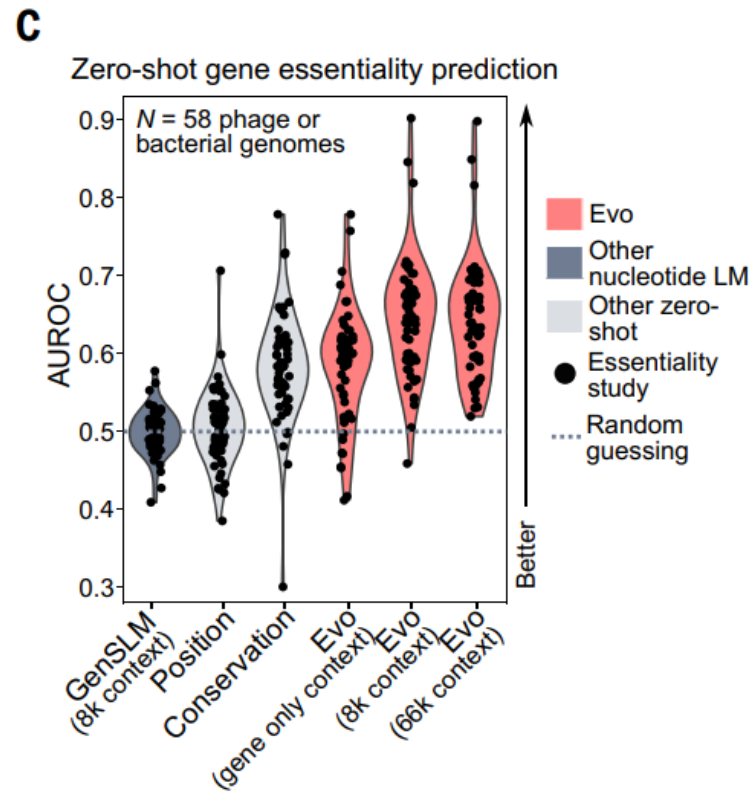 C
Zero-shot gene essentiality prediction
N = 58 phage or
bacterial genomes
0.9
0.8
0.7
0.6
0.5
0.4
0.3
AUROC
Better
Evo
Other
nucleotide LM
Other zero-
shot
Essentiality
study
Random
guessing
GenSLM
(8k context)
Position
Conservation
Evo
(gene only context)
Evo
(8k context)
Evo
(66k context)